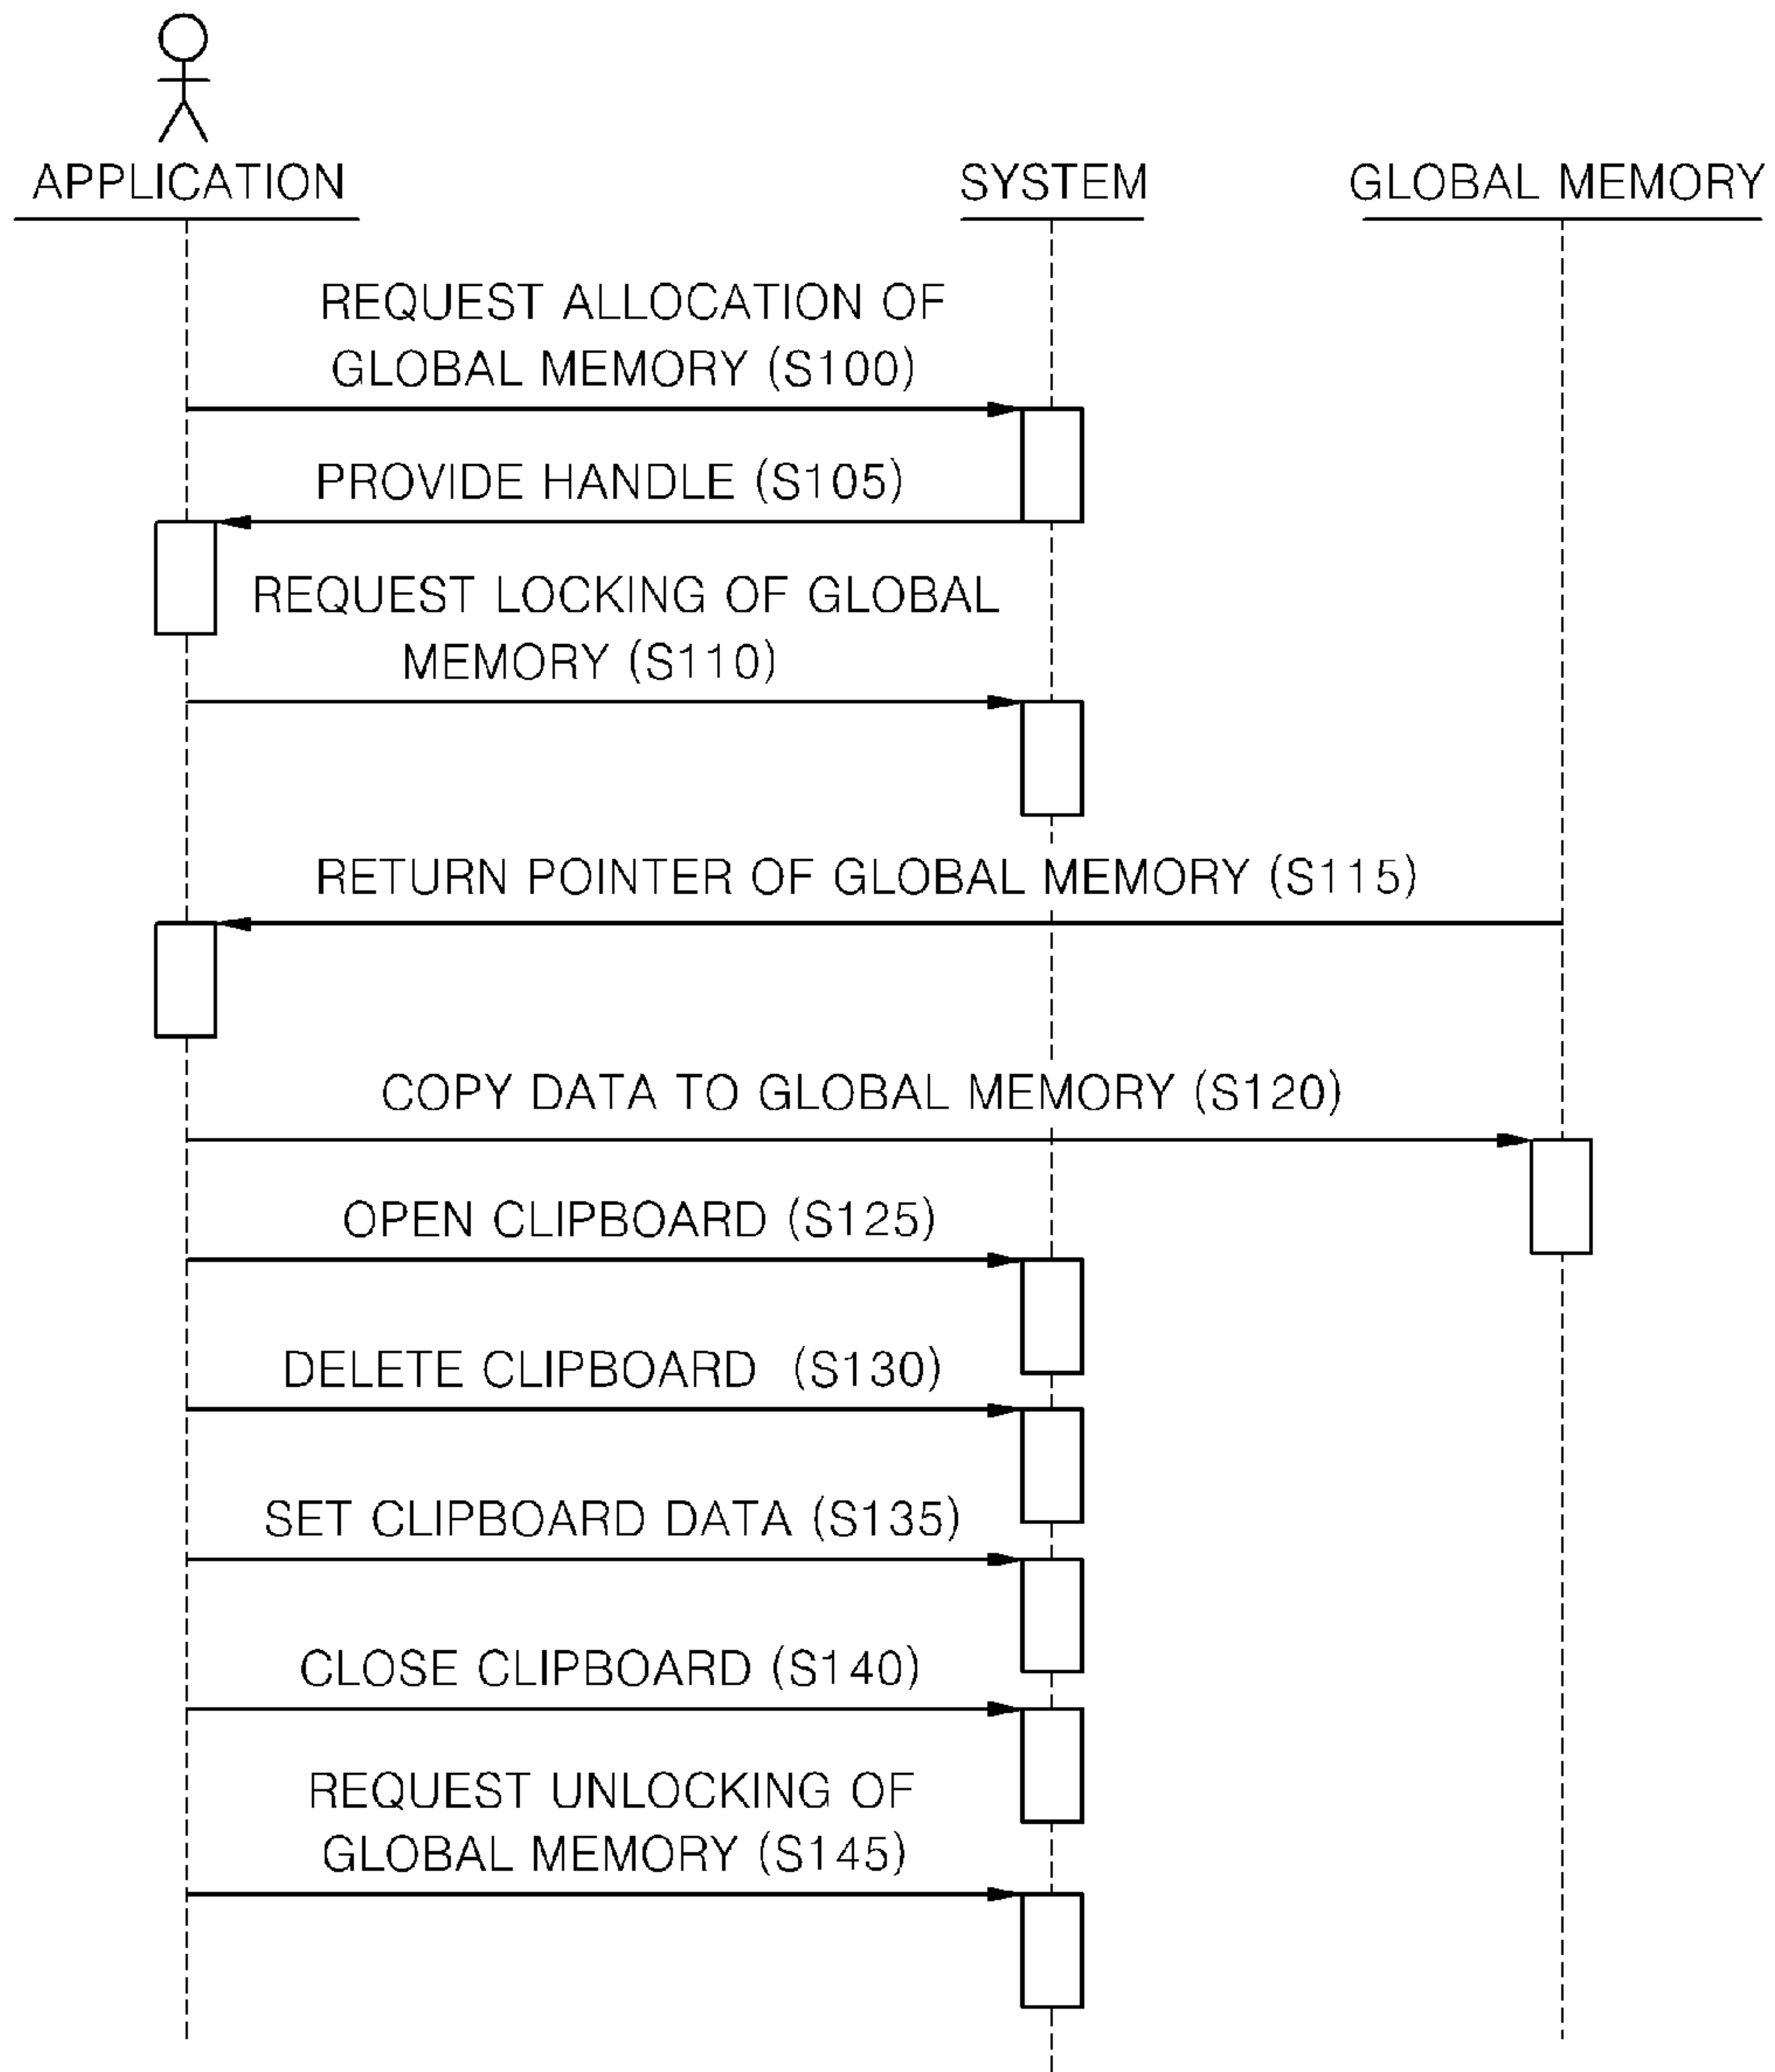 APPLICATION
SYSTEM
GLOBAL MEMORY
REQUEST ALLOCATION OF
GLOBAL MEMORY (S100)
PROVIDE HANDLE (S105)
REQUEST LOCKING OF GLOBAL
MEMORY (S110)
RETURN POINTER OF GLOBAL MEMORY (S115)
COPY DATA TO GLOBAL MEMORY (S120)
OPEN CLIPBOARD (S125)
DELETE CLIPBOARD (S130)
SET CLIPBOARD DATA (S135)
CLOSE CLIPBOARD (S140)
REQUEST UNLOCKING OF
GLOBAL MEMORY (S145)